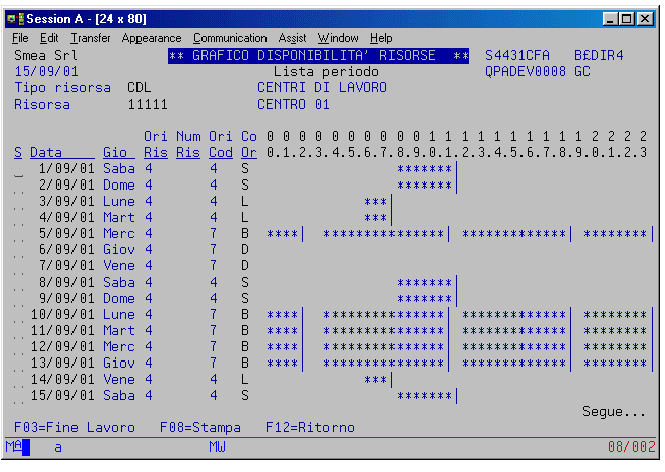 Session A - [24 x 80]
File Edit Transfer Appearance Communication Assist Window Help
Smea Srl ** GRAFICO DISPONIBILITA' RISORSE ** S4431CFA B£DIR4
15/09/01 Lista periodo QPADEV0008 GC
Tipo risorsa CDL CENTRI DI LAVORO
Risorsa 11111 CENTRO 01
Ori Num Ori Co 0 0 0 0 0 0 0 0 0 0 1 1 1 1 1 1 1 1 1 1 2 2 2 2
S Data Gio Ris Ris Cod Or 0.1.2.3.4.5.6.7.8.9.0.1.2.3.4.5.6.7.8.9.0.1.2.3
_ 1/09/01 Saba 4 4 S *******|
2/09/01 Dome 4 4 S *******|
3/09/01 Lune 4 4 L ***|
4/09/01 Mart 4 4 L ***|
5/09/01 Merc 4 7 B ****| ***************| *************| ********|
6/09/01 Giov 4 7 D
7/09/01 Vene 4 7 D
8/09/01 Saba 4 4 S *******|
9/09/01 Dome 4 4 S *******|
10/09/01 Lune 4 7 B ****| ***************| *************| ********|
11/09/01 Mart 4 7 B ****| ***************| *************| ********|
12/09/01 Merc 4 7 B ****| ***************| *************| ********|
13/09/01 Giov 4 7 B ****| ***************| *************| ********|
14/09/01 Vene 4 4 L ***|
15/09/01 Saba 4 4 S *******|
Segue...
F03=Fine Lavoro F08=Stampa F12=Ritorno
MA a MW 08/002